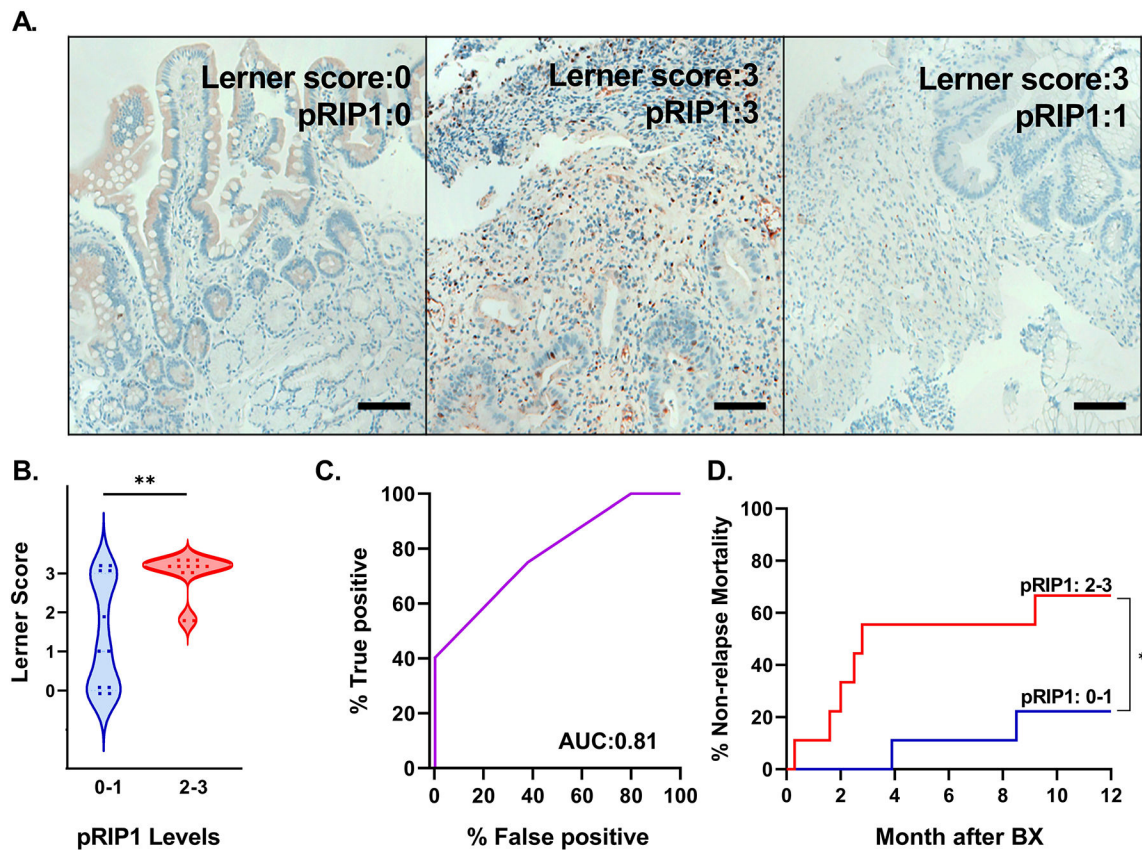 A.
Lerner score:0
pRIP1:0
Lerner score:3
pRIP1:3
Lerner score:3
pRIP1:1
B.
**
Lerner Score
3
2
1
0
0-1
2-3
pRIP1 Levels
C.
% True positive
100
80
60
40
20
0
AUC:0.81
0
20
40
60
80
100
% False positive
D.
% Non-relapse Mortality
100
80
60
40
20
0
pRIP1: 2-3
pRIP1: 0-1
*
0
2
4
6
8
10
12
Month after BX